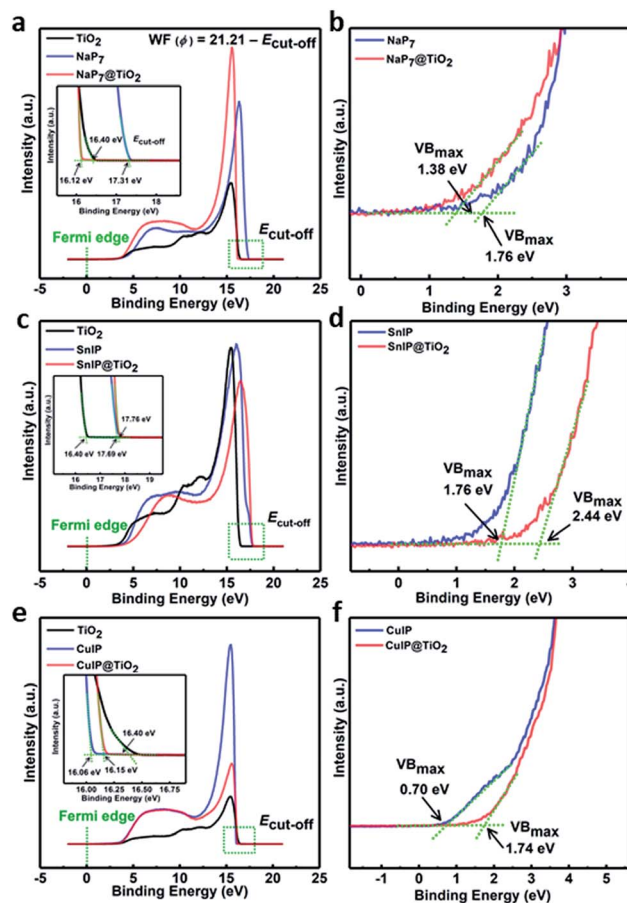 a
TiO2
NaP7
NaP7@TiO2
WF (ϕ) = 21.21 – Ecut-off
Intensity (a.u.)
Intensity (a.u.)
16.40 eV
Ecut-off
16.12 eV
17.31 eV
16 17 18
Binding Energy (eV)
Fermi edge
Ecut-off
-5 0 5 10 15 20 25
Binding Energy (eV)
b
NaP7
NaP7@TiO2
Intensity (a.u.)
VBmax
1.38 eV
VBmax
1.76 eV
0 1 2 3
Binding Energy (eV)
c
TiO2
SnIP
SnIP@TiO2
Intensity (a.u.)
Intensity (a.u.)
17.76 eV
16.40 eV
17.69 eV
16 17 18 19
Binding Energy (eV)
Fermi edge
Ecut-off
-5 0 5 10 15 20 25
Binding Energy (eV)
d
SnIP
SnIP@TiO2
Intensity (a.u.)
VBmax
1.76 eV
VBmax
2.44 eV
0 1 2 3
Binding Energy (eV)
e
TiO2
CuIP
CuIP@TiO2
Intensity (a.u.)
Intensity (a.u.)
16.40 eV
16.06 eV
16.15 eV
16.00 16.25 16.50 16.75
Binding Energy (eV)
Fermi edge
Ecut-off
-5 0 5 10 15 20 25
Binding Energy (eV)
f
CuIP
CuIP@TiO2
Intensity (a.u.)
VBmax
0.70 eV
VBmax
1.74 eV
-1 0 1 2 3 4 5
Binding Energy (eV)